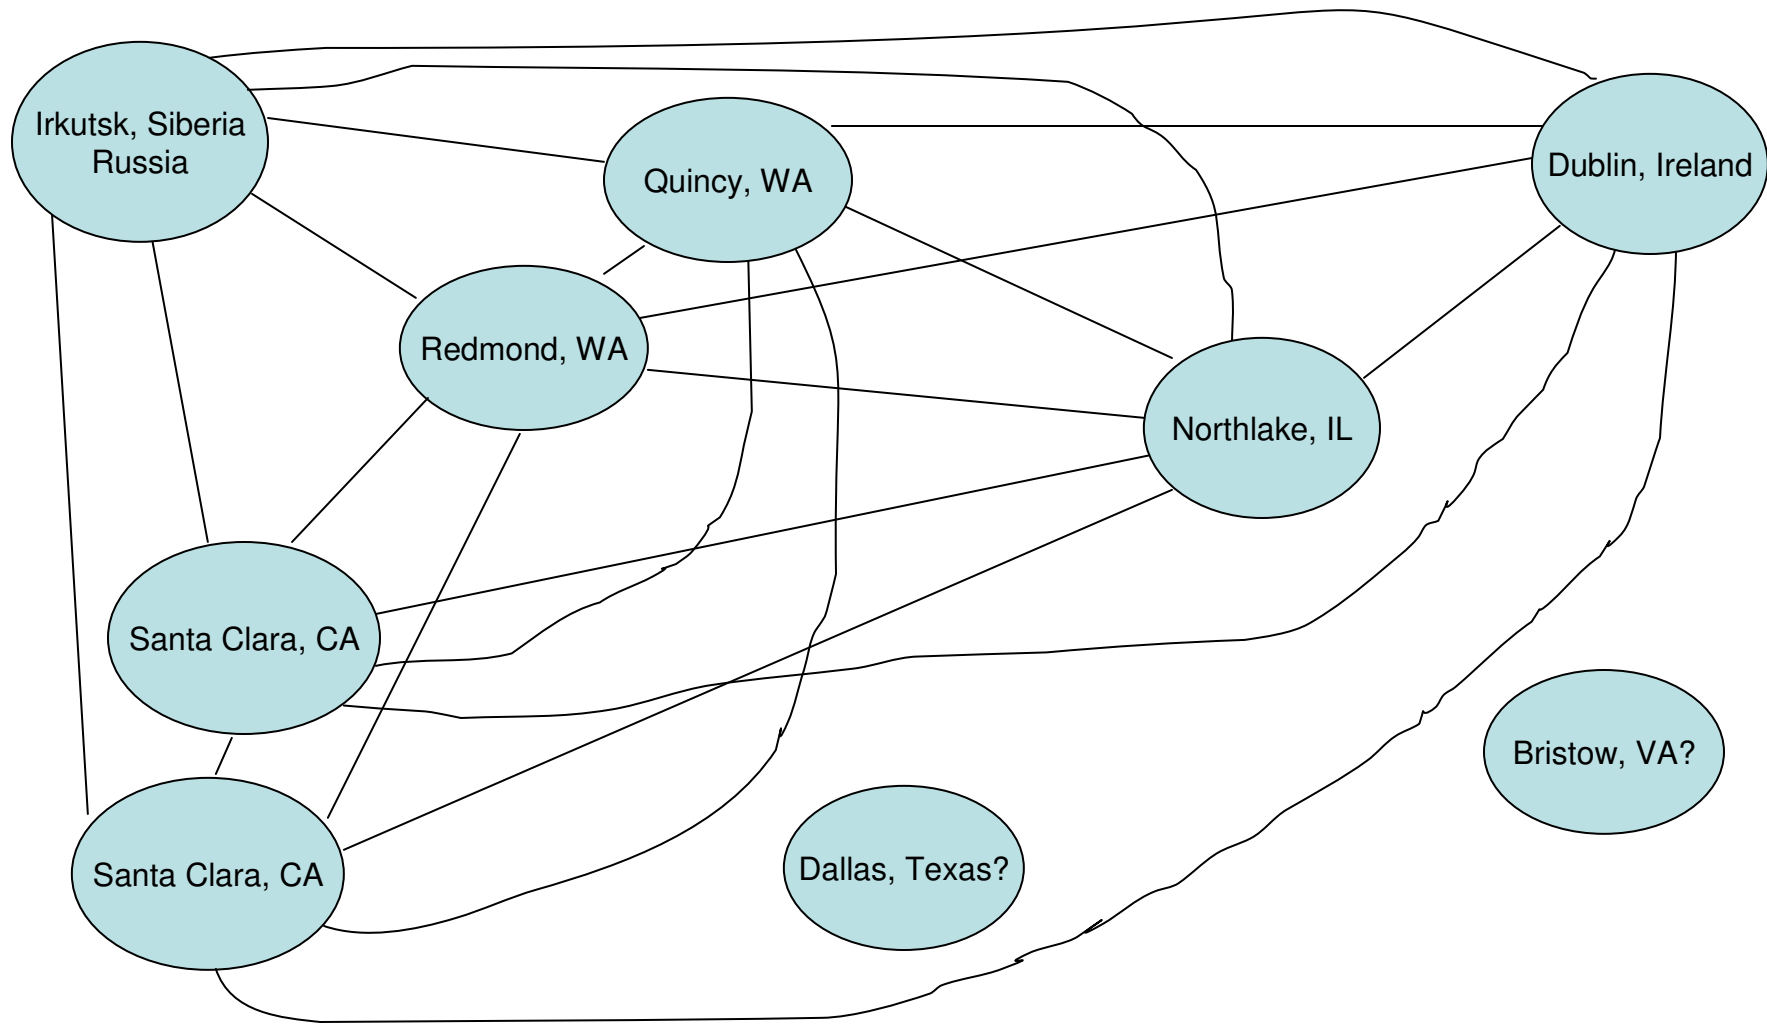 Irkutsk, Siberia
Russia
Quincy, WA
Dublin, Ireland
Redmond, WA
Northlake, IL
Santa Clara, CA
Bristow, VA?
Dallas, Texas?
Santa Clara, CA